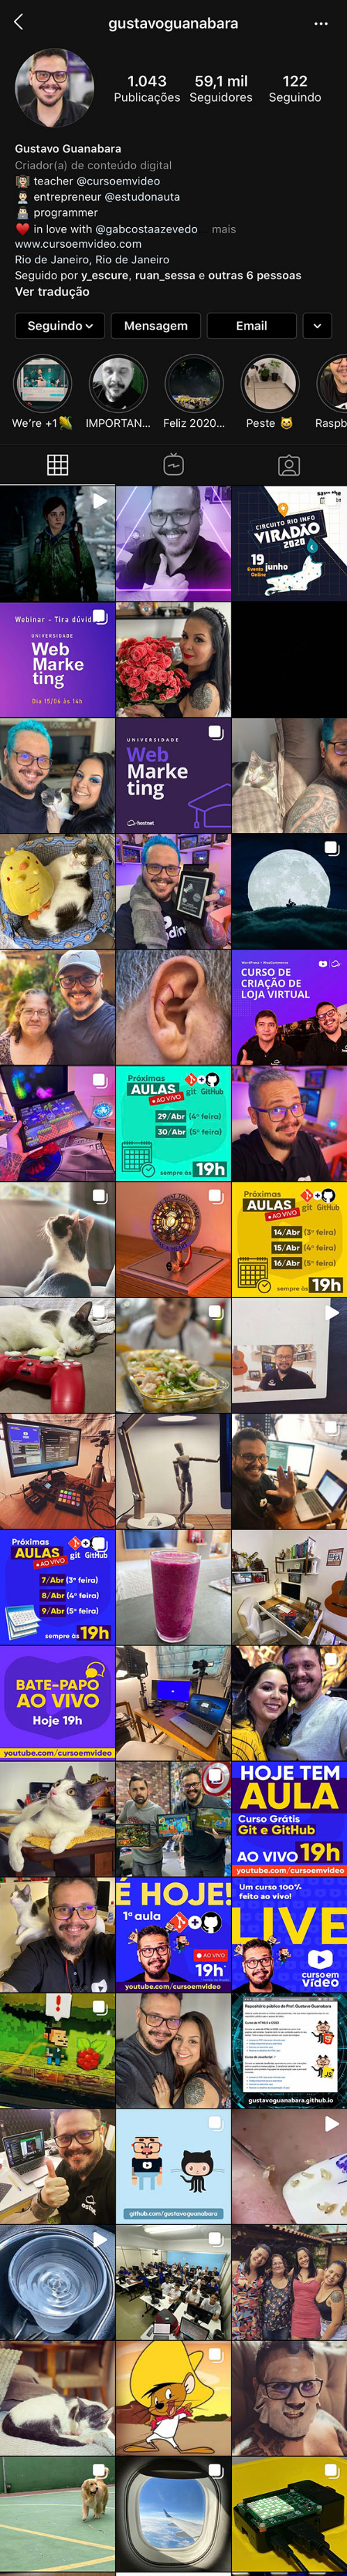 gustavoguanabara
1.043
Publicações
59,1 mil
Seguidores
122
Seguindo
Gustavo Guanabara
Criador(a) de conteúdo digital
teacher @cursoemvideo
entrepreneur @estudonauta
programmer
in love with @gabcostaazevedo mais
www.cursoemvideo.com
Rio de Janeiro, Rio de Janeiro
Seguido por y_escure, ruan_sessa e outras 6 pessoas
Ver tradução
Seguindo
Mensagem
Email
We're +1
IMPORTAN...
Feliz 2020...
Peste
Raspb
CIRCUITO RIO INFO
VIRADÃO
2020
19 junho
Evento
Online
Webinar - Tira dúvid
UNIVERSIDADE
Web
Marke
ting
Dia 15/06 às 14h
UNIVERSIDADE
Web
Marke
ting
hostnet
CURSO DE
CRIAÇÃO DE
LOJA VIRTUAL
Próximas
AULAS
AO VIVO
git GitHub
29/Abr (4ª feira)
30/Abr (5ª feira)
sempre às 19h
Próximas
AULAS
AO VIVO
git GitHub
14/Abr (3ª feira)
15/Abr (4ª feira)
16/Abr (5ª feira)
sempre às 19h
Próximas
AULAS
AO VIVO
git GitHub
7/Abr (3ª feira)
8/Abr (4ª feira)
9/Abr (5ª feira)
sempre às 19h
BATE-PAPO
AO VIVO
Hoje 19h
youtube.com/cursoemvideo
HOJE TEM
AULA
Curso Grátis
Git e GitHub
AO VIVO 19h
youtube.com/cursoemvideo
É HOJE!
1ª aula
AO VIVO
19h
youtube.com/cursoemvideo
Um curso 100%
feito ao vivo!
LIVE
cursoem
vídeo
Repositório público do Prof. Gustavo Guanabara
gustavoguanabara.github.io
github.com/gustavoguanabara